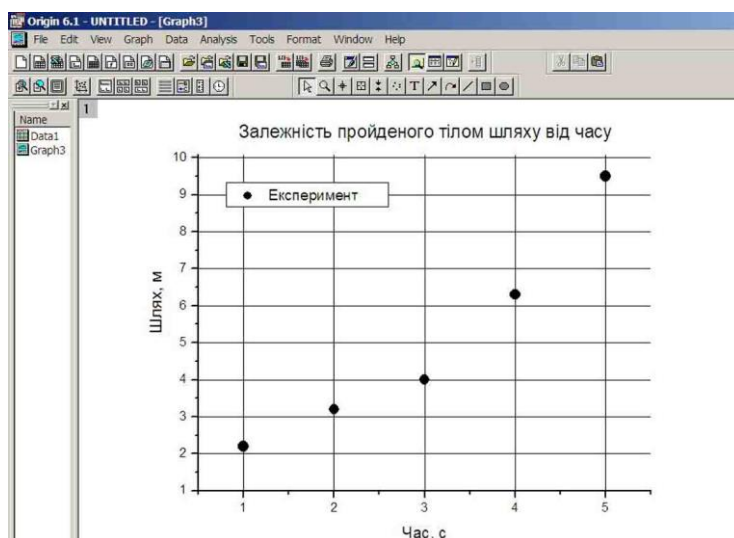 Origin 6.1 - UNTITLED - [Graph3]
File Edit View Graph Data Analysis Tools Format Window Help
Name
Data1
Graph3
1
Залежність пройденого тілом шляху від часу
Експеримент
Шлях, м
10
9
8
7
6
5
4
3
2
1
1 2 3 4 5
Час, с